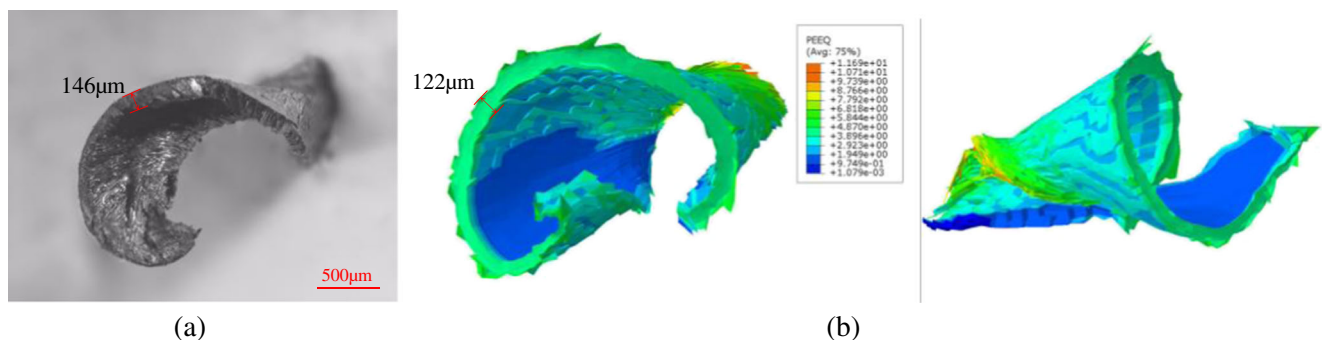 146μm
500μm
(a)
122μm
PEEQ
(Avg: 75%)
+1.169e+01
+1.071e+01
+9.739e+00
+8.766e+00
+7.792e+00
+6.818e+00
+5.844e+00
+4.870e+00
+3.896e+00
+2.923e+00
+1.949e+00
+9.749e-01
+1.079e-03
(b)